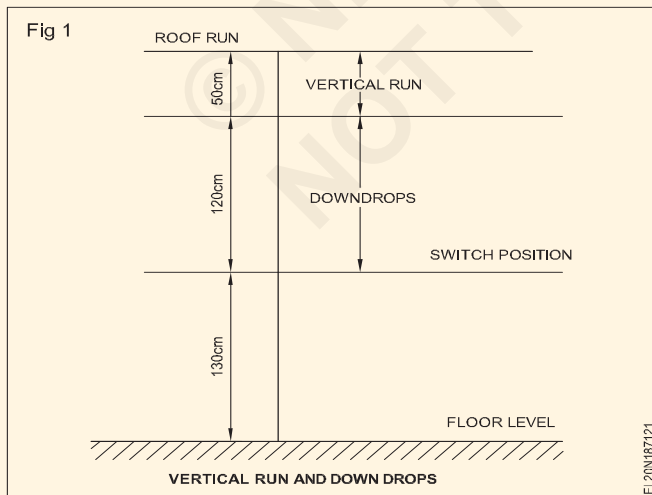 Fig 1
ROOF RUN
50cm
VERTICAL RUN
120cm
DOWNDROPS
SWITCH POSITION
130cm
FLOOR LEVEL
VERTICAL RUN AND DOWN DROPS
EL20N187121
© N
NOT T